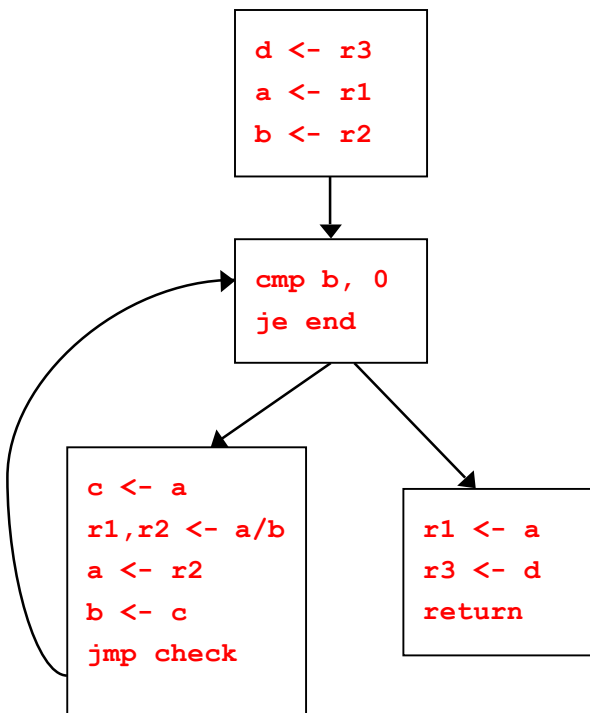 d <- r3
a <- r1
b <- r2
cmp b, 0
je end
c <- a
r1,r2 <- a/b
a <- r2
b <- c
jmp check
r1 <- a
r3 <- d
return